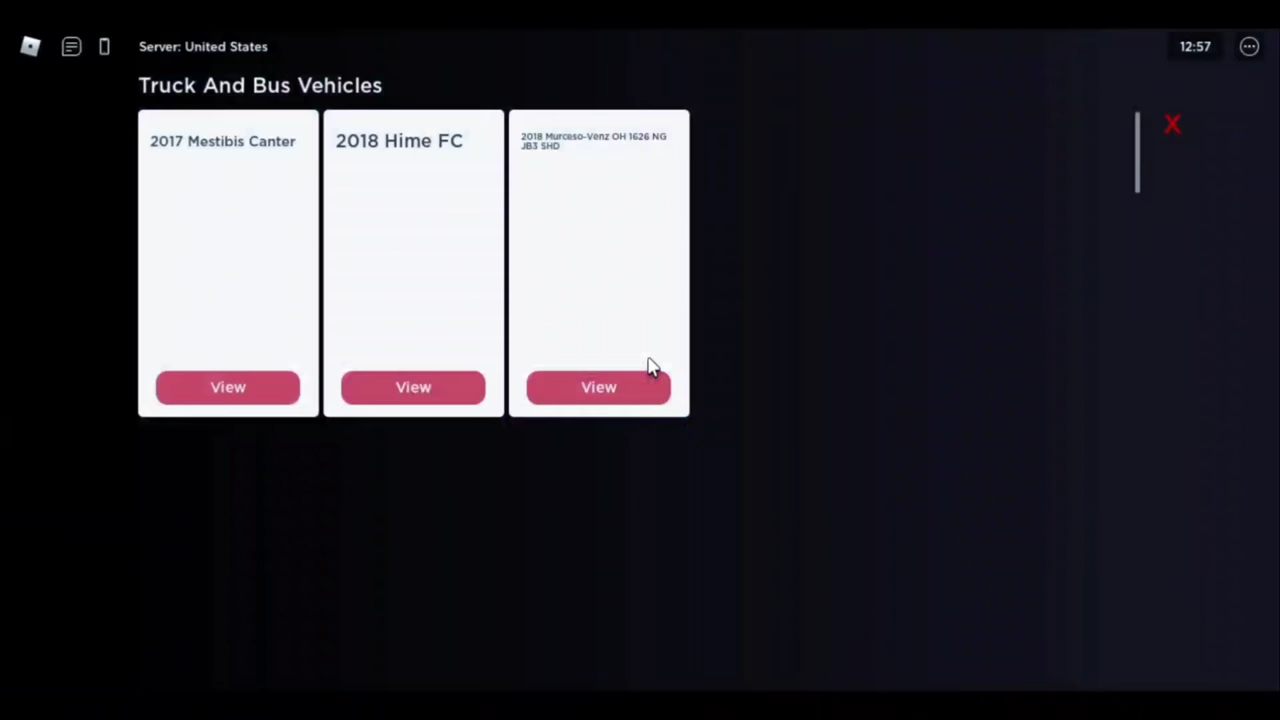 Server: United States
12:57
Truck And Bus Vehicles
2017 Mestibis Canter
2018 Hime FC
2018 Murceso-Venz OH 1626 NG
JB3 SHD
X
View
View
View